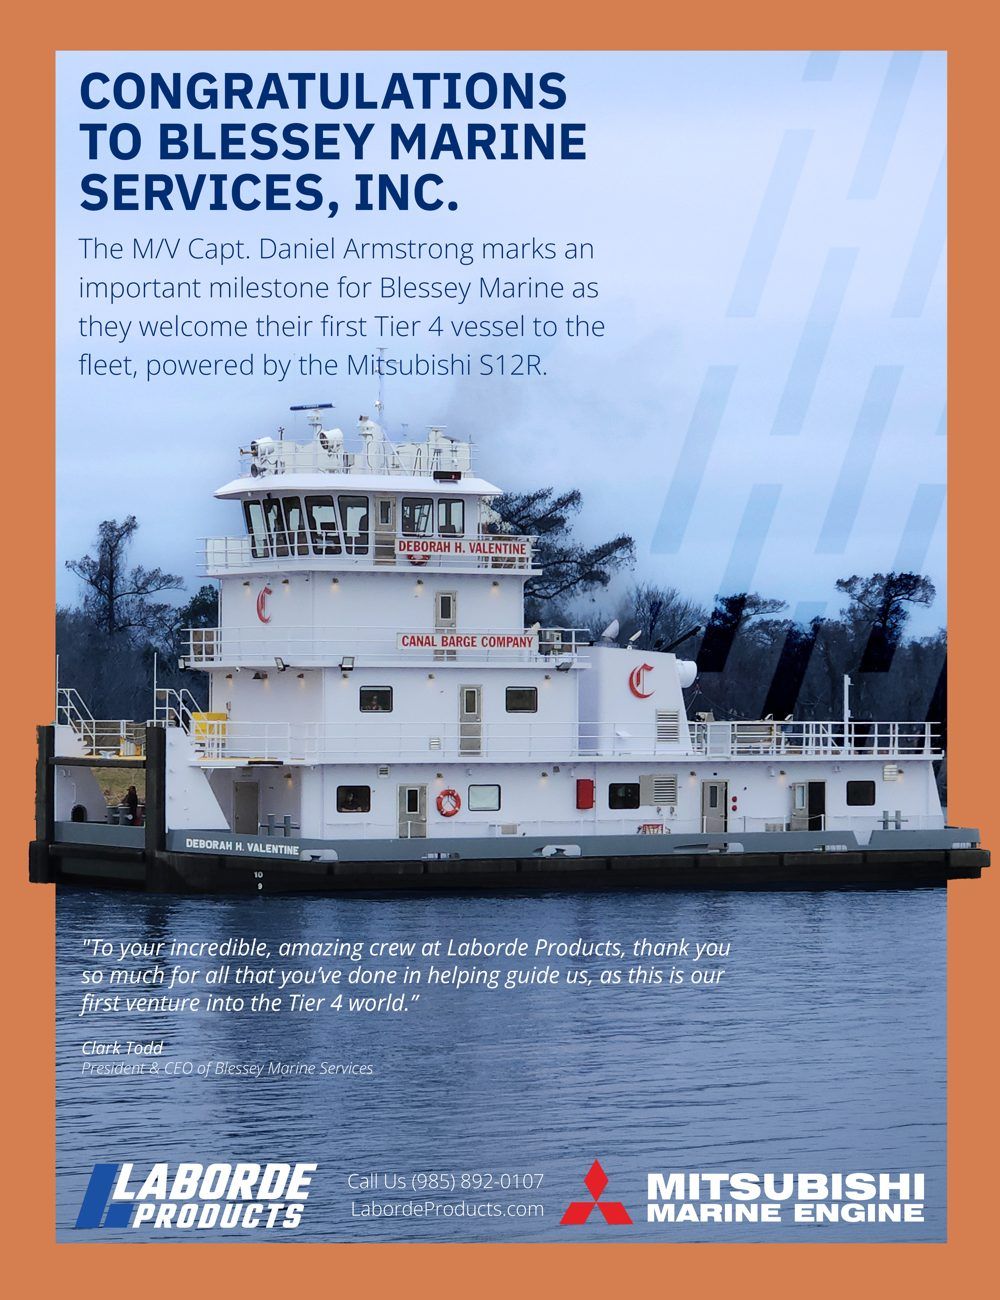 CONGRATULATIONS
TO BLESSEY MARINE
SERVICES, INC.
The M/V Capt. Daniel Armstrong marks an
important milestone for Blessey Marine as
they welcome their first Tier 4 vessel to the
fleet, powered by the Mitsubishi S12R.
DEBORAH H. VALENTINE
C
CANAL BARGE COMPANY
C
DEBORAH H. VALENTINE
10
9
"To your incredible, amazing crew at Laborde Products, thank you
so much for all that you've done in helping guide us, as this is our
first venture into the Tier 4 world."
Clark Todd
President & CEO of Blessey Marine Services
LABORDE
PRODUCTS
Call Us (985) 892-0107
LabordeProducts.com
MITSUBISHI
MARINE ENGINE